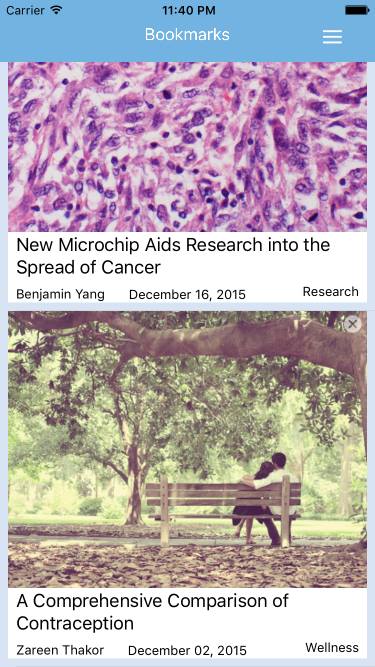 Carrier 11:40 PM
Bookmarks
New Microchip Aids Research into the
Spread of Cancer
Benjamin Yang December 16, 2015 Research
A Comprehensive Comparison of
Contraception
Zareen Thakor December 02, 2015 Wellness